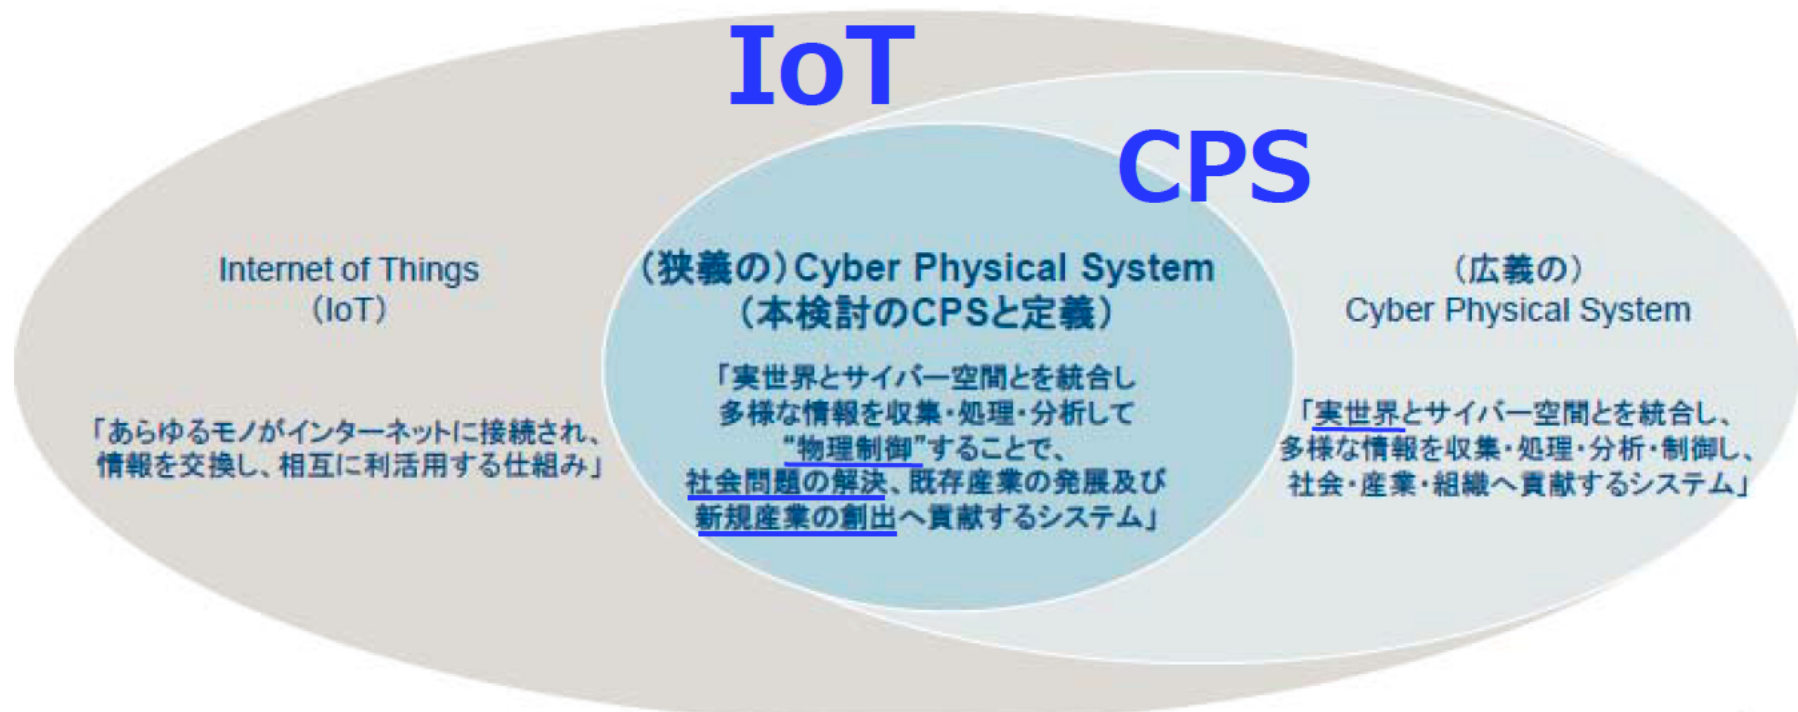 IoT
CPS
Internet of Things
(IoT)
「あらゆるモノがインターネットに接続され、
情報を交換し、相互に利活用する仕組み」
(狭義の)Cyber Physical System
(本検討のCPSと定義)
「実世界とサイバー空間とを統合し
多様な情報を収集・処理・分析して
“物理制御”することで、
社会問題の解決、既存産業の発展及び
新規産業の創出へ貢献するシステム」
(広義の)
Cyber Physical System
「実世界とサイバー空間とを統合し、
多様な情報を収集・処理・分析・制御し、
社会・産業・組織へ貢献するシステム」